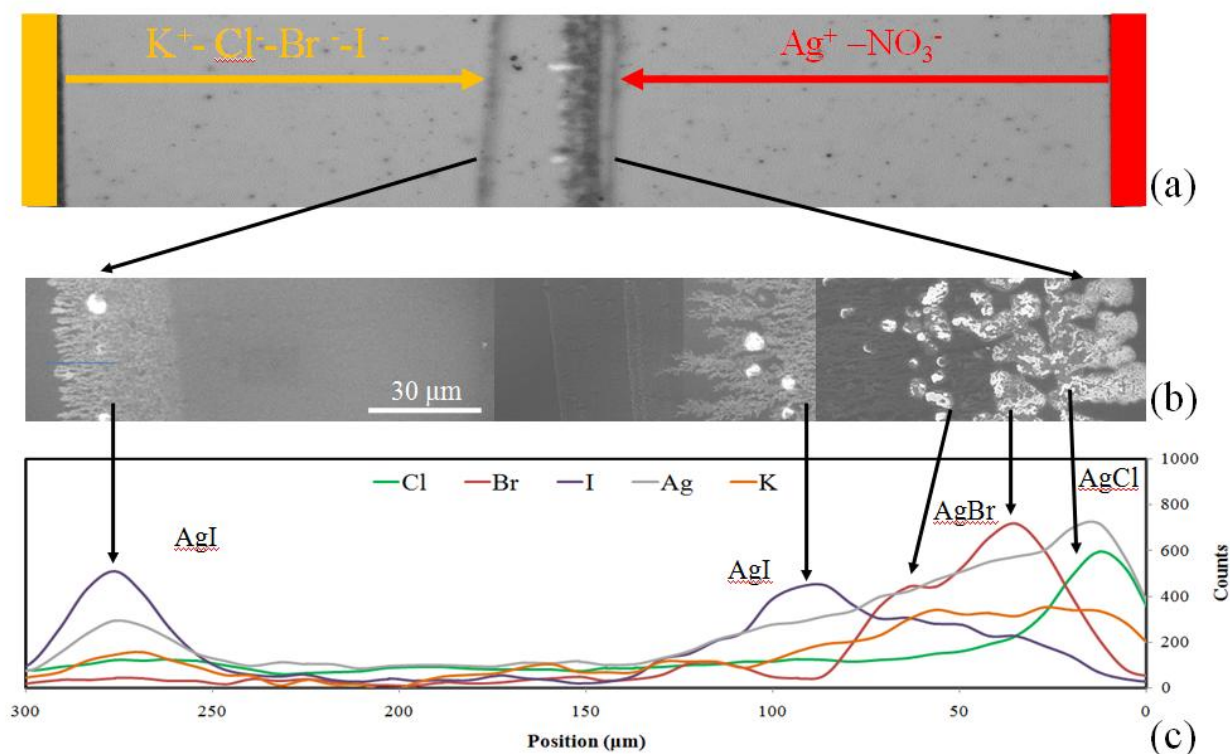 K+- Cl--Br--I-
Ag+ –NO3-
(a)
30 μm
(b)
Cl Br I Ag K
AgI
AgI
AgBr
AgCl
1000
800
600
400
200
0
Counts
300 250 200 150 100 50 0
Position (μm)
(c)